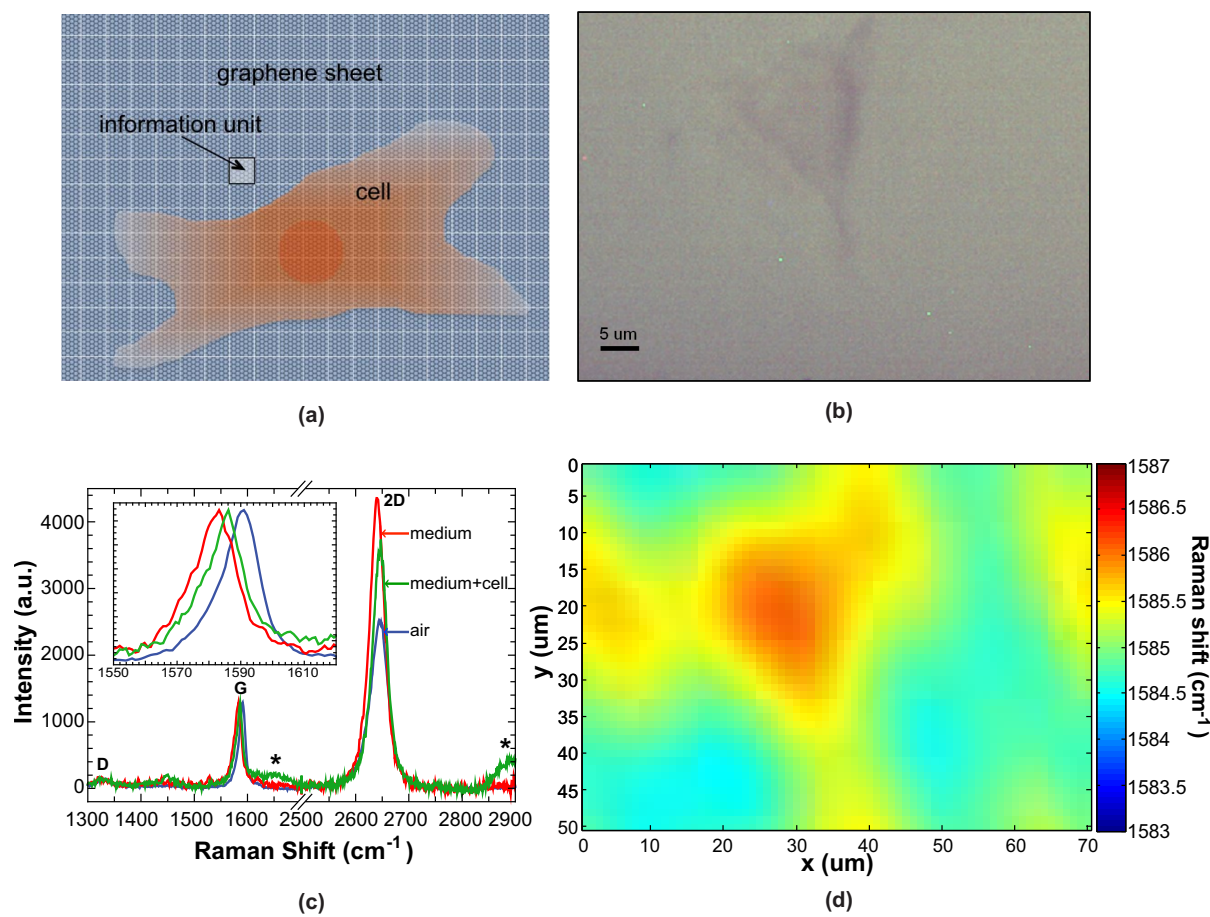 graphene sheet
information unit
cell
(a)
5 um
(b)
Intensity (a.u.)
4000
3000
2000
1000
0
1300 1400 1500 1600 2500 2600 2700 2800 2900
Raman Shift (cm-1)
1550 1570 1590 1610
D
G
*
2D
medium
medium+cell
air
*
(c)
y (um)
0
5
10
15
20
25
30
35
40
45
50
0 10 20 30 40 50 60 70
x (um)
1587
1586.5
1586
1585.5
1585
1584.5
1584
1583.5
1583
Raman shift (cm-1)
(d)